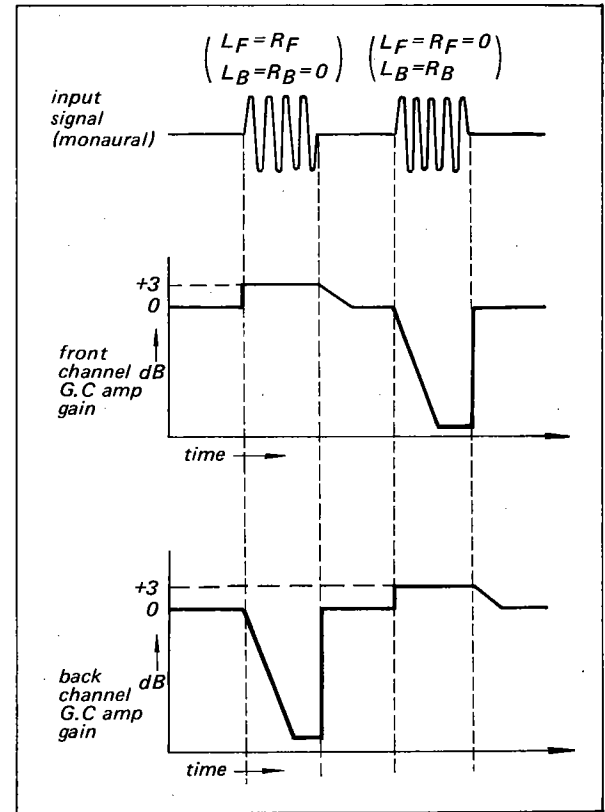 ( L_F = R_F
L_B = R_B = 0 )
( L_F = R_F = 0
L_B = R_B )
input
signal
(monaural)
+3
0
front
channel dB
G.C amp
gain
time
+3
0
back
channel dB
G.C amp
gain
time